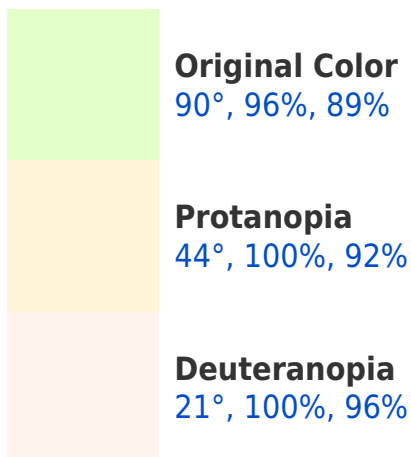 Original Color
90°, 96%, 89%
Protanopia
44°, 100%, 92%
Deuteranopia
21°, 100%, 96%